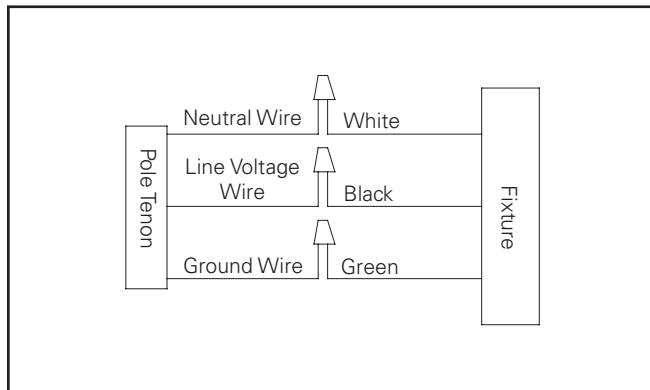 Neutral Wire
White
Line Voltage
Wire
Black
Ground Wire
Green
Pole Tenon
Fixture